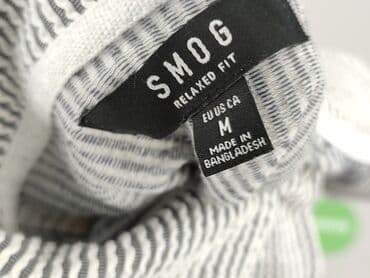 SMOG
RELAXED FIT
EU US CA
M
MADE IN
BANGLADESH